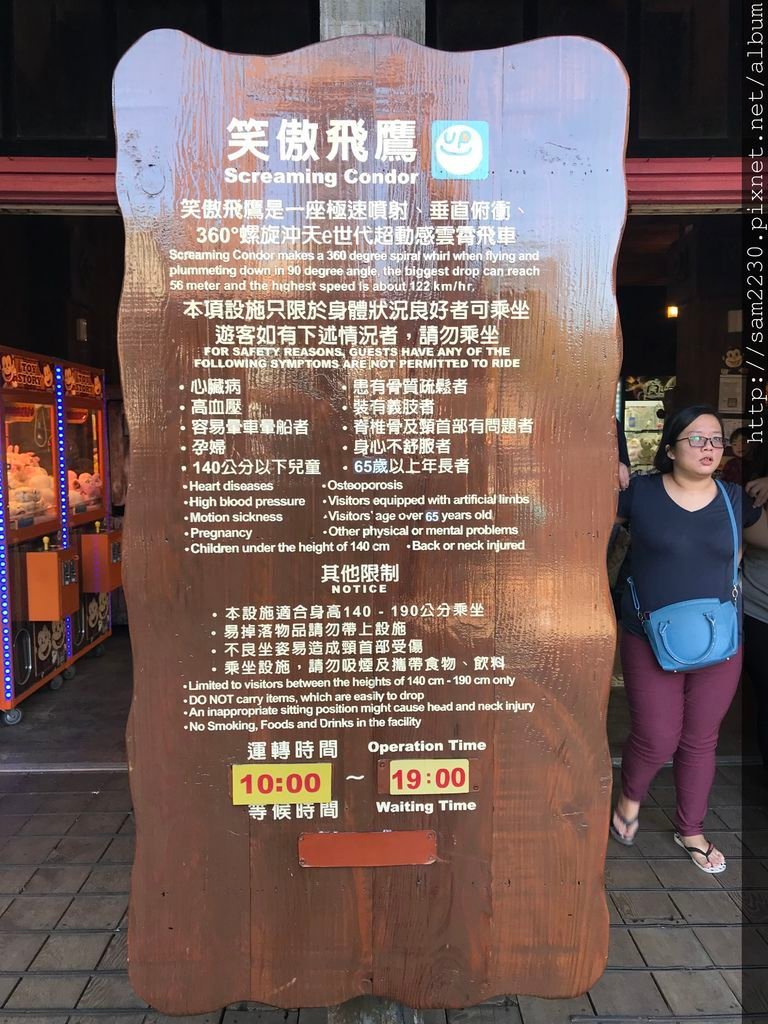 笑傲飛鷹
Screaming Condor
笑傲飛鷹是一座極速噴射、垂直俯衝、
360°螺旋沖天e世代超動感雲霄飛車
Screaming Condor makes a 360 degree spiral whirl when flying and
plummeting down in 90 degree angle, the biggest drop can reach
56 meter and the highest speed is about 122 km/hr.
本項設施只限於身體狀況良好者可乘坐
遊客如有下述情況者，請勿乘坐
FOR SAFETY REASONS, GUESTS HAVE ANY OF THE
FOLLOWING SYMPTOMS ARE NOT PERMITTED TO RIDE
•心臟病 •患有骨質疏鬆者
•高血壓 •裝有義肢者
•容易暈車暈船者 •脊椎骨及頸首部有問題者
•孕婦 •身心不舒服者
•140公分以下兒童 •65歲以上年長者
•Heart diseases •Osteoporosis
•High blood pressure •Visitors equipped with artificial limbs
•Motion sickness •Visitors' age over 65 years old
•Pregnancy •Other physical or mental problems
•Children under the height of 140 cm •Back or neck injured
其他限制
NOTICE
•本設施適合身高140 - 190公分乘坐
•易掉落物品請勿帶上設施
•不良坐姿易造成頸首部受傷
•乘坐設施，請勿吸煙及攜帶食物、飲料
•Limited to visitors between the heights of 140 cm - 190 cm only
•DO NOT carry items, which are easily to drop
•An inappropriate sitting position might cause head and neck injury
•No Smoking, Foods and Drinks in the facility
運轉時間 Operation Time
10:00 ~ 19:00
等候時間 Waiting Time
TOY STORY
http://sam2230.pixnet.net/album